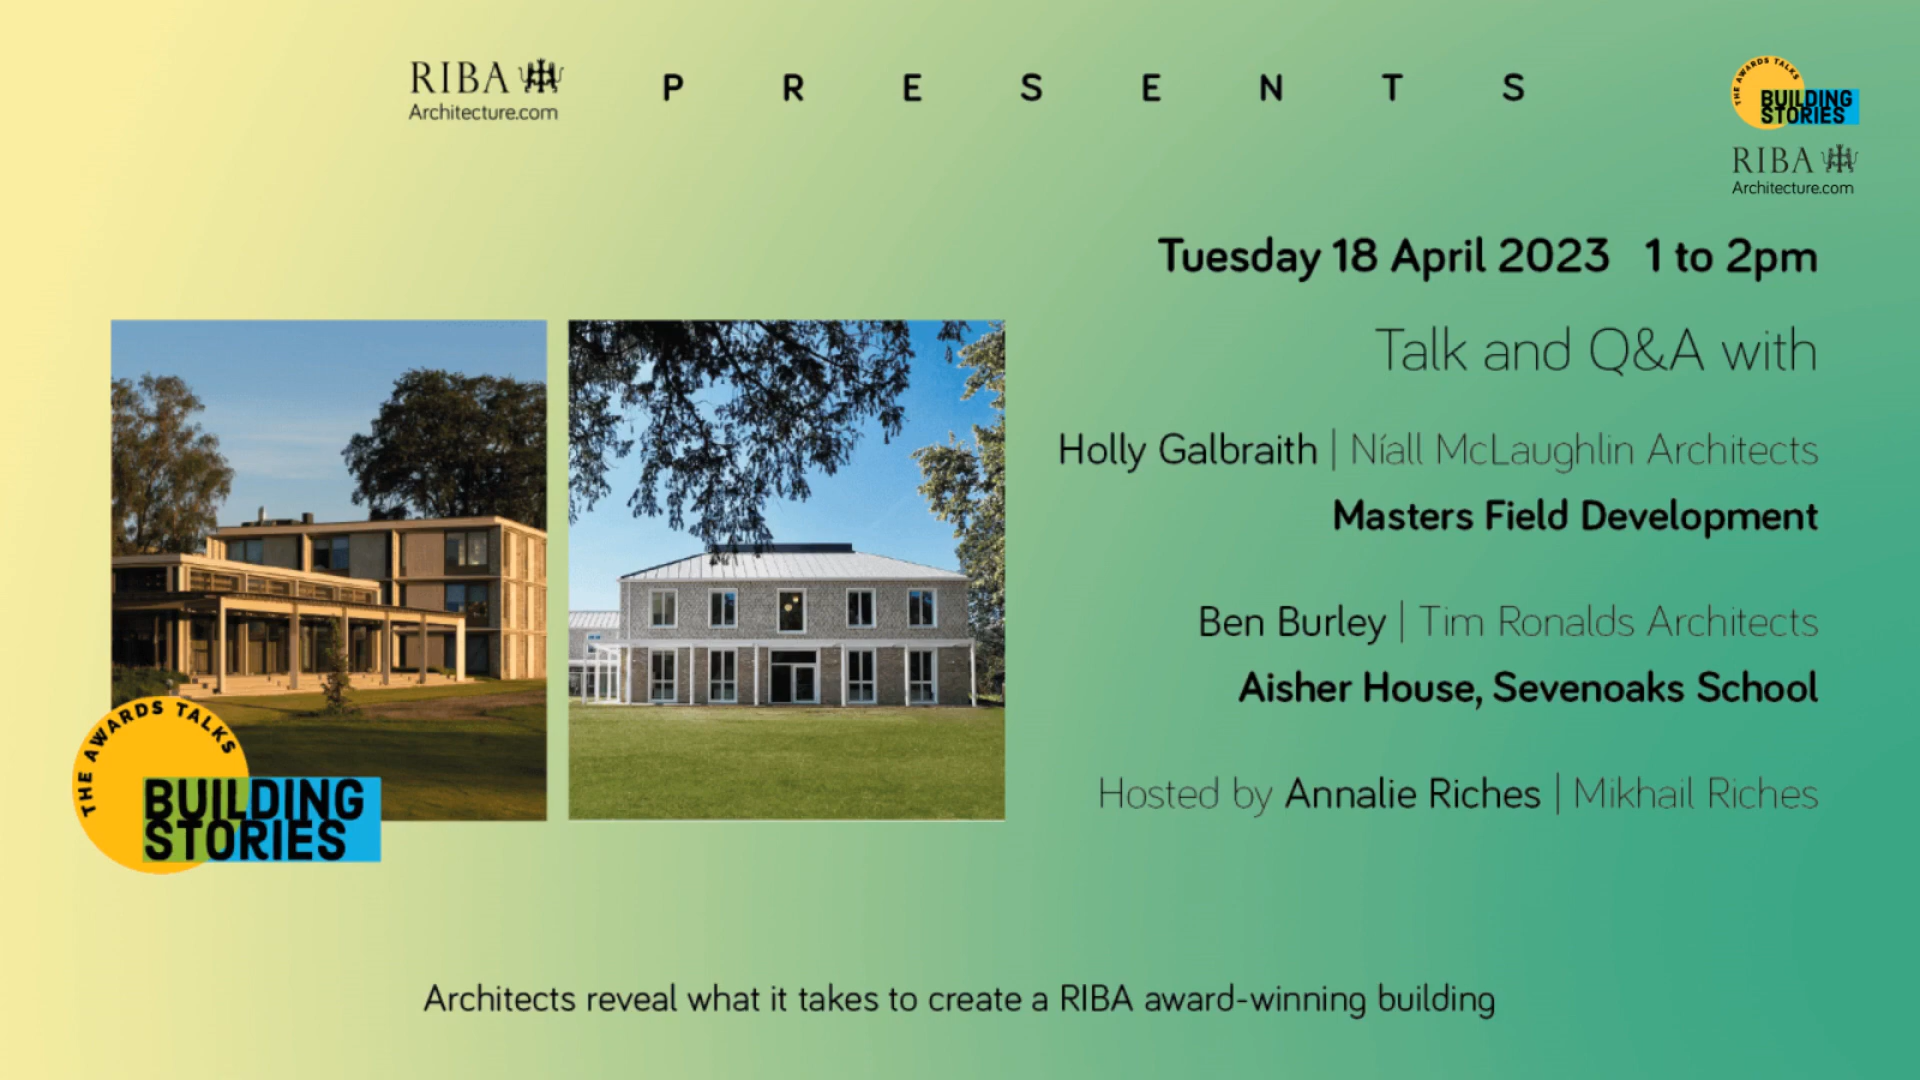 RIBA
Architecture.com
PRESENTS
THE AWARDS TALKS
BUILDING
STORIES
RIBA
Architecture.com
Tuesday 18 April 2023 1 to 2pm
Talk and Q&A with
Holly Galbraith | Níall McLaughlin Architects
Masters Field Development
Ben Burley | Tim Ronalds Architects
Aisher House, Sevenoaks School
Hosted by Annalie Riches | Mikhail Riches
THE AWARDS TALKS
BUILDING
STORIES
Architects reveal what it takes to create a RIBA award-winning building